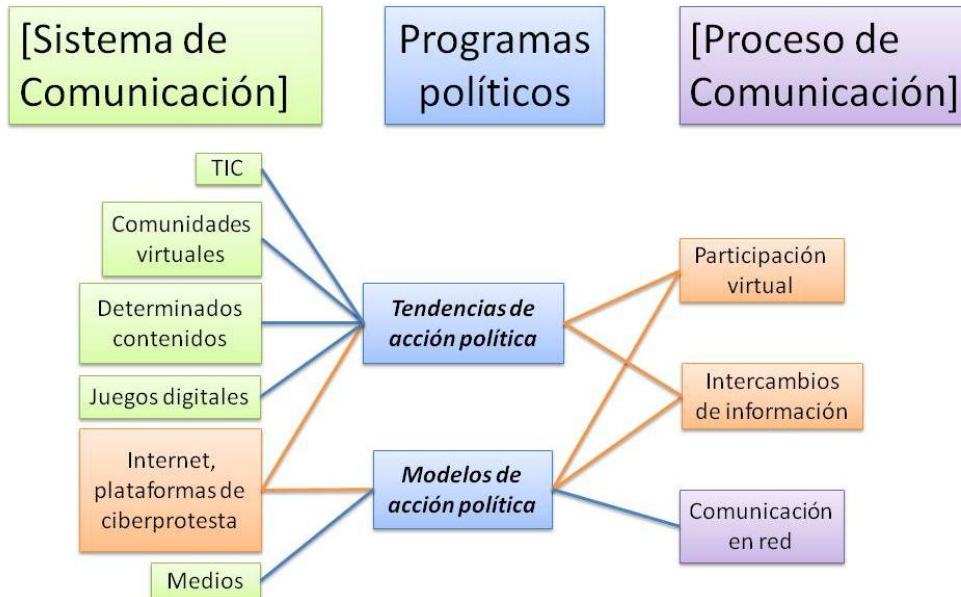 [Sistema de
Comunicación]
Programas
políticos
[Proceso de
Comunicación]
TIC
Comunidades
virtuales
Determinados
contenidos
Juegos digitales
Internet,
plataformas de
ciberprotesta
Medios
Tendencias de
acción política
Modelos de
acción política
Participación
virtual
Intercambios
de información
Comunicación
en red